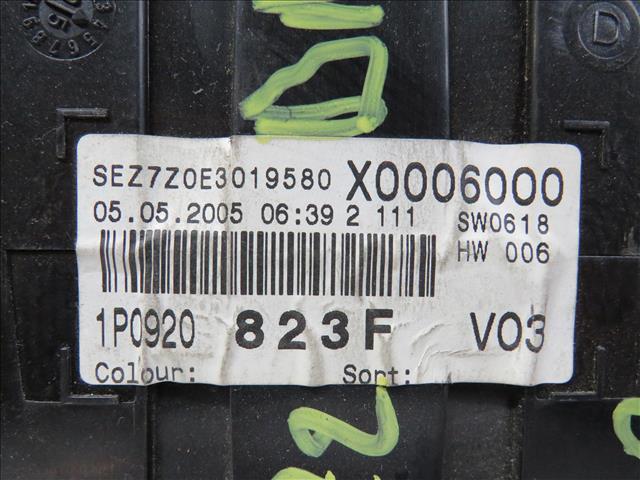 SEZ7Z0E3019580 X0006000
05.05.2005 06:39 2 111 SW0618
HW 006
1P0920 823F V03
Colour: Sort:
D